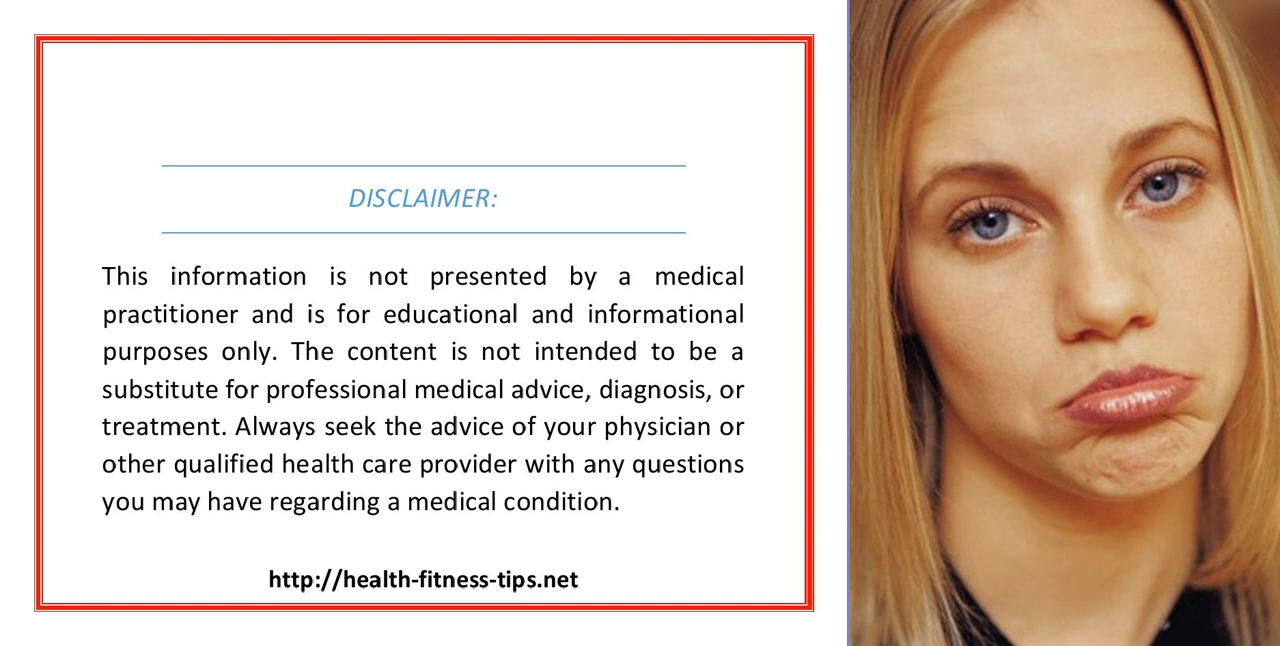 DISCLAIMER:
This information is not presented by a medical
practitioner and is for educational and informational
purposes only. The content is not intended to be a
substitute for professional medical advice, diagnosis, or
treatment. Always seek the advice of your physician or
other qualified health care provider with any questions
you may have regarding a medical condition.
http://health-fitness-tips.net